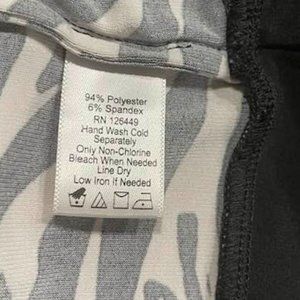 94% Polyester
6% Spandex
RN 126449
Hand Wash Cold
Separately
Only Non-Chlorine
Bleach When Needed
Line Dry
Low Iron If Needed